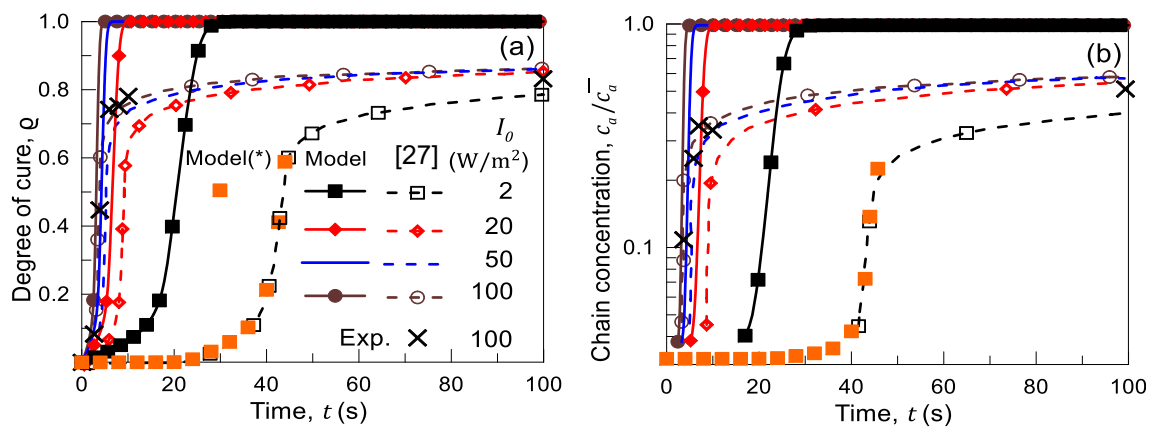 (a)
Degree of cure, ϱ
1.0
0.8
0.6
0.4
0.2
0 20 40 60 80 100
Time, t (s)
I₀
Model(*) Model [27] (W/m²)
2
20
50
100
Exp. 100
(b)
Chain concentration, cₐ/c̅ₐ
1.0
0.1
0 20 40 60 80 100
Time, t (s)